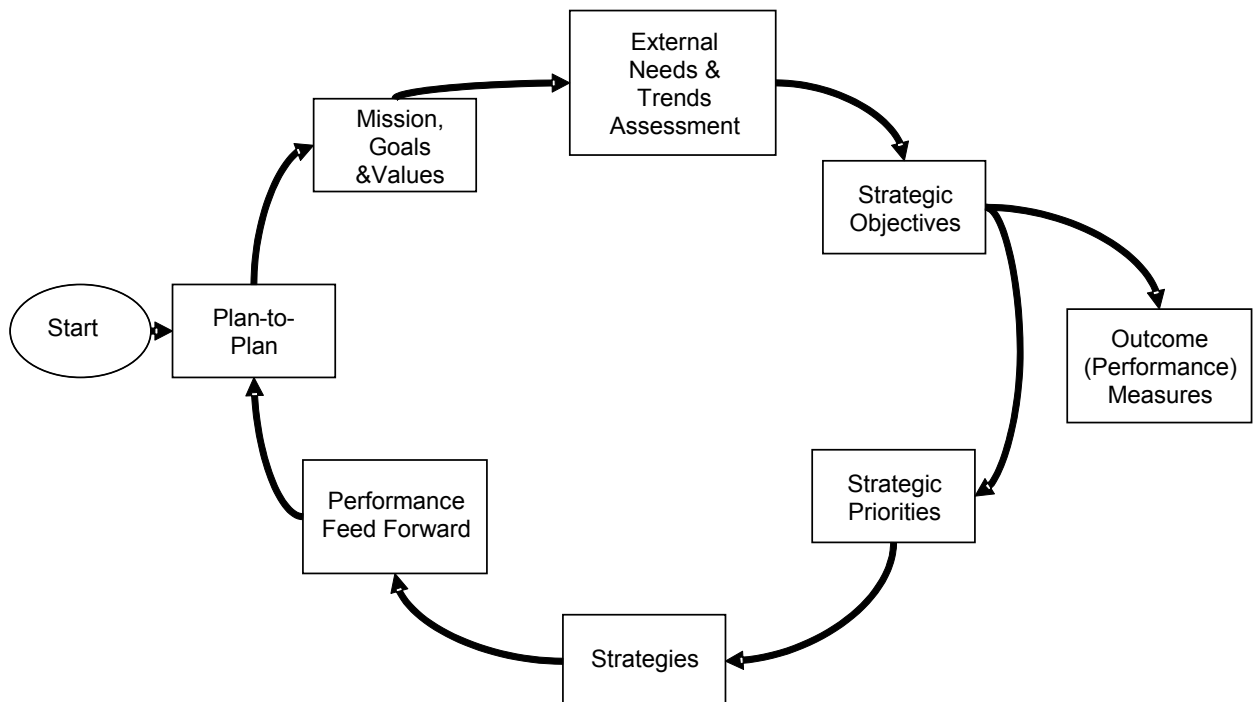 Start
Plan-to-
Plan
Mission,
Goals
&Values
External
Needs &
Trends
Assessment
Strategic
Objectives
Outcome
(Performance)
Measures
Strategic
Priorities
Strategies
Performance
Feed Forward